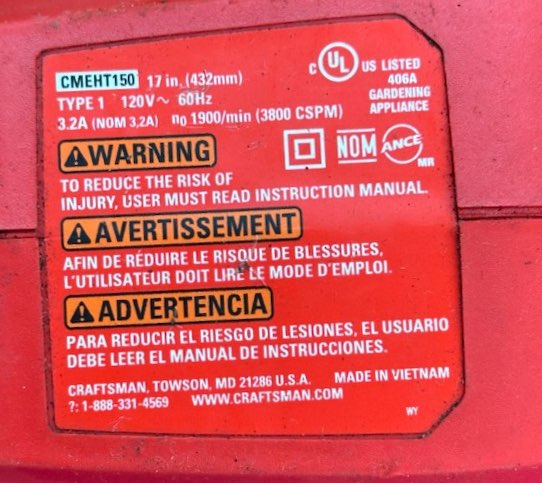 CMEHT150 17 in. (432mm)
TYPE 1 120V~ 60Hz
3.2A (NOM 3,2A) no 1900/min (3800 CSPM)
C UL US LISTED
406A
GARDENING
APPLIANCE
WARNING
NOM ANCE
MR
TO REDUCE THE RISK OF
INJURY, USER MUST READ INSTRUCTION MANUAL.
AVERTISSEMENT
AFIN DE RÉDUIRE LE RISQUE DE BLESSURES,
L'UTILISATEUR DOIT LIRE LE MODE D'EMPLOI.
ADVERTENCIA
PARA REDUCIR EL RIESGO DE LESIONES, EL USUARIO
DEBE LEER EL MANUAL DE INSTRUCCIONES.
CRAFTSMAN, TOWSON, MD 21286 U.S.A. MADE IN VIETNAM
?: 1-888-331-4569 WWW.CRAFTSMAN.COM
WY